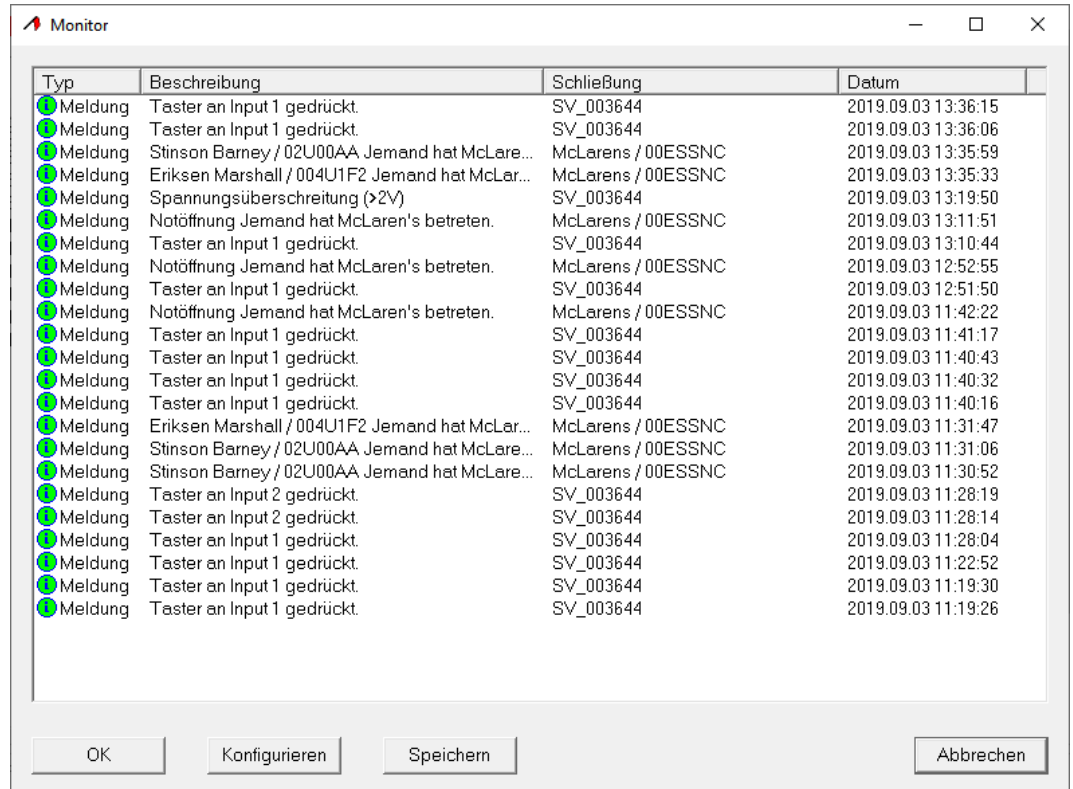 Monitor
Typ Beschreibung Schließung Datum
Meldung Taster an Input 1 gedrückt. SV_003644 2019.09.03 13:36:15
Meldung Taster an Input 1 gedrückt. SV_003644 2019.09.03 13:36:06
Meldung Stinson Barney / 02U00AA Jemand hat McLare... McLarens / 00ESSNC 2019.09.03 13:35:59
Meldung Eriksen Marshall / 004U1F2 Jemand hat McLar... McLarens / 00ESSNC 2019.09.03 13:35:33
Meldung Spannungsüberschreitung (>2V) SV_003644 2019.09.03 13:19:50
Meldung Notöffnung Jemand hat McLaren's betreten. McLarens / 00ESSNC 2019.09.03 13:11:51
Meldung Taster an Input 1 gedrückt. SV_003644 2019.09.03 13:10:44
Meldung Notöffnung Jemand hat McLaren's betreten. McLarens / 00ESSNC 2019.09.03 12:52:55
Meldung Taster an Input 1 gedrückt. SV_003644 2019.09.03 12:51:50
Meldung Notöffnung Jemand hat McLaren's betreten. McLarens / 00ESSNC 2019.09.03 11:42:22
Meldung Taster an Input 1 gedrückt. SV_003644 2019.09.03 11:41:17
Meldung Taster an Input 1 gedrückt. SV_003644 2019.09.03 11:40:43
Meldung Taster an Input 1 gedrückt. SV_003644 2019.09.03 11:40:32
Meldung Taster an Input 1 gedrückt. SV_003644 2019.09.03 11:40:16
Meldung Eriksen Marshall / 004U1F2 Jemand hat McLar... McLarens / 00ESSNC 2019.09.03 11:31:47
Meldung Stinson Barney / 02U00AA Jemand hat McLare... McLarens / 00ESSNC 2019.09.03 11:31:06
Meldung Stinson Barney / 02U00AA Jemand hat McLare... McLarens / 00ESSNC 2019.09.03 11:30:52
Meldung Taster an Input 2 gedrückt. SV_003644 2019.09.03 11:28:19
Meldung Taster an Input 2 gedrückt. SV_003644 2019.09.03 11:28:14
Meldung Taster an Input 1 gedrückt. SV_003644 2019.09.03 11:28:04
Meldung Taster an Input 1 gedrückt. SV_003644 2019.09.03 11:22:52
Meldung Taster an Input 1 gedrückt. SV_003644 2019.09.03 11:19:30
Meldung Taster an Input 1 gedrückt. SV_003644 2019.09.03 11:19:26
OK Konfigurieren Speichern Abbrechen